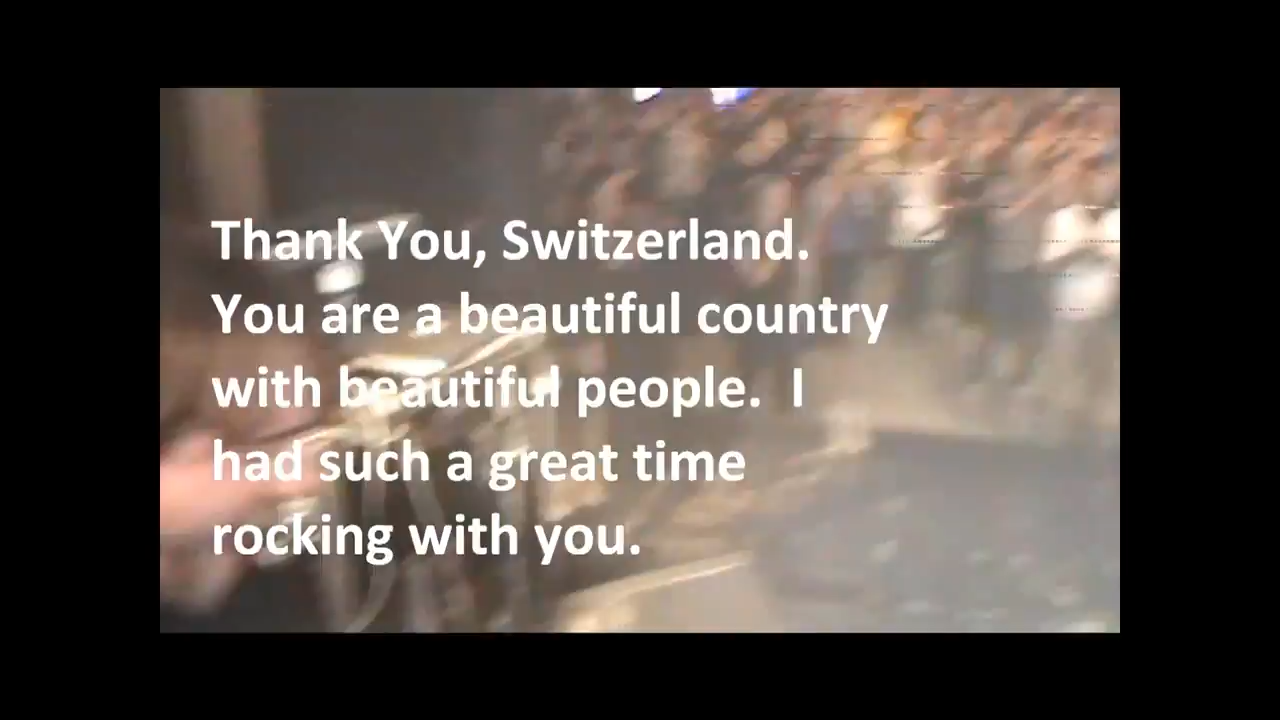 Thank You, Switzerland.
You are a beautiful country
with beautiful people.  I
had such a great time
rocking with you.